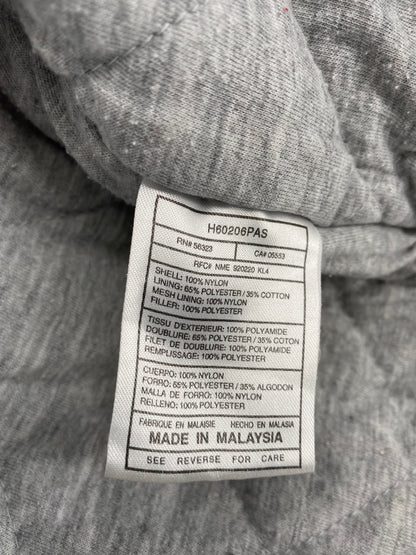 H60206PAS
RN# 56323 CA# 05553
RFC# NME 920220 KL4
SHELL: 100% NYLON
LINING: 65% POLYESTER / 35% COTTON
MESH LINING: 100% NYLON
FILLER: 100% POLYESTER
TISSU D'EXTERIEUR: 100% POLYAMIDE
DOUBLURE: 65% POLYESTER / 35% COTON
FILET DE DOUBLURE: 100% POLYAMIDE
REMPUSSAGE: 100% POLYESTER
CUERPO: 100% NYLON
FORRO: 65% POLYESTER / 35% ALGODON
MALLA DE FORRO: 100% NYLON
RELLENO: 100% POLYESTER
FABRIQUE EN MALAISIE HECHO EN MALASIA
MADE IN MALAYSIA
SEE REVERSE FOR CARE